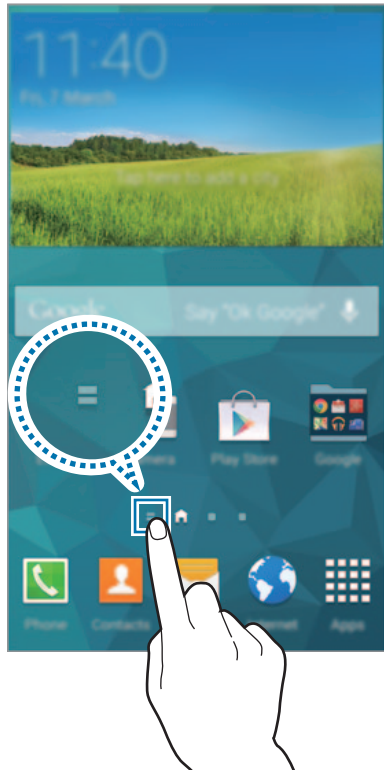 11:40
Fri, 7 March
Tap here to add a city
Google Say "Ok Google"
Play Store Google
Phone Contacts Apps